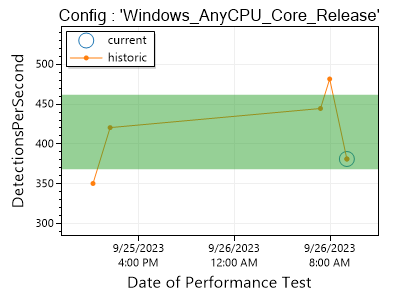 Config : 'Windows_AnyCPU_Core_Release'
current
historic
DetectionsPerSecond
500
450
400
350
300
9/25/2023
4:00 PM
9/26/2023
12:00 AM
9/26/2023
8:00 AM
Date of Performance Test